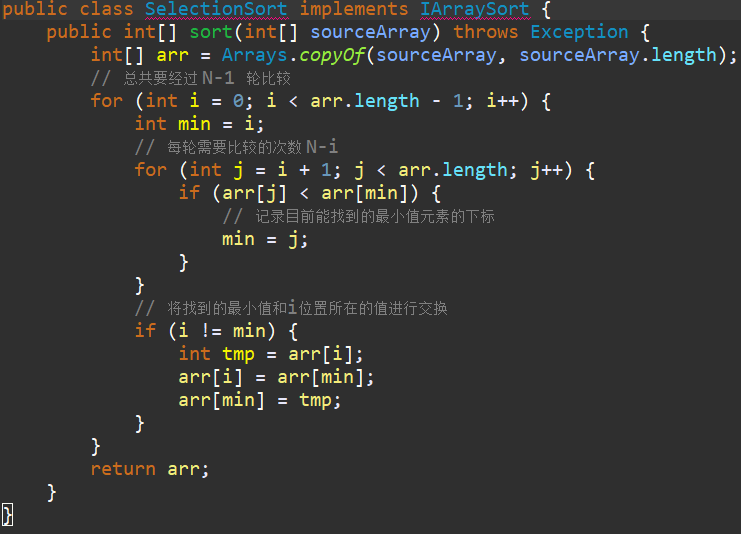 public class SelectionSort implements IArraySort {
    public int[] sort(int[] sourceArray) throws Exception {
        int[] arr = Arrays.copyOf(sourceArray, sourceArray.length);
        // 总共要经过 N-1 轮比较
        for (int i = 0; i < arr.length - 1; i++) {
            int min = i;
            // 每轮需要比较的次数 N-i
            for (int j = i + 1; j < arr.length; j++) {
                if (arr[j] < arr[min]) {
                    // 记录目前能找到的最小值元素的下标
                    min = j;
                }
            }
            // 将找到的最小值和i位置所在的值进行交换
            if (i != min) {
                int tmp = arr[i];
                arr[i] = arr[min];
                arr[min] = tmp;
            }
        }
        return arr;
    }
}